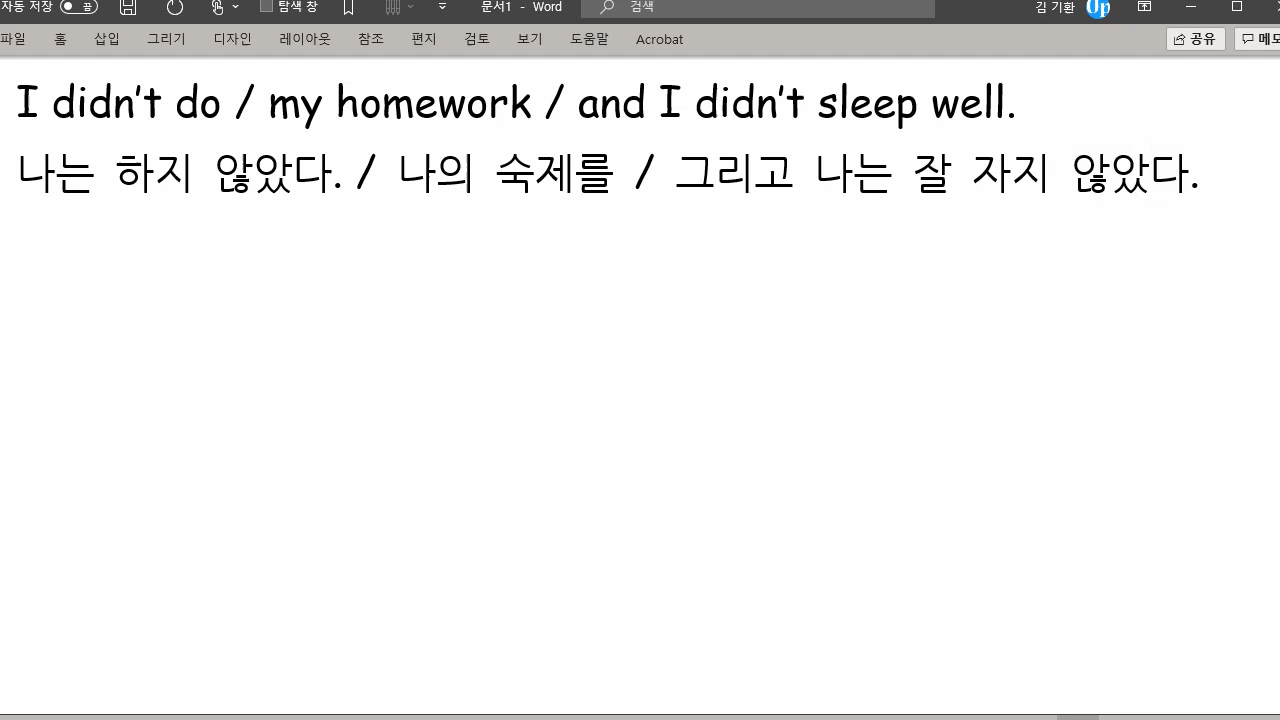 자동 저장 끔 탐색 창 문서1 - Word 검색 김 기환 Op
파일 홈 삽입 그리기 디자인 레이아웃 참조 편지 검토 보기 도움말 Acrobat 공유
I didn't do / my homework / and I didn't sleep well.
나는 하지 않았다. / 나의 숙제를 / 그리고 나는 잘 자지 않았다.